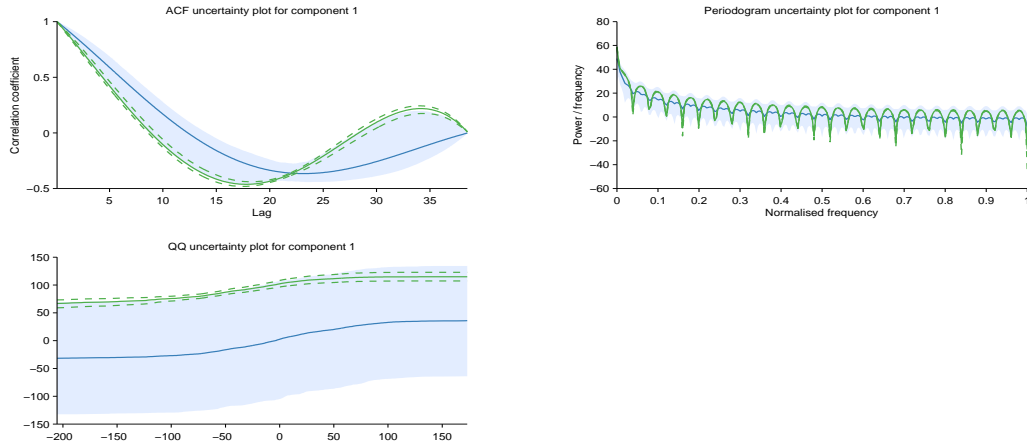 ACF uncertainty plot for component 1
1
0.5
0
−0.5
5 10 15 20 25 30 35
Correlation coefficient
Lag
Periodogram uncertainty plot for component 1
80
60
40
20
0
−20
−40
−60
0 0.1 0.2 0.3 0.4 0.5 0.6 0.7 0.8 0.9 1
Power / frequency
Normalised frequency
QQ uncertainty plot for component 1
150
100
50
0
−50
−100
−150
−200 −150 −100 −50 0 50 100 150